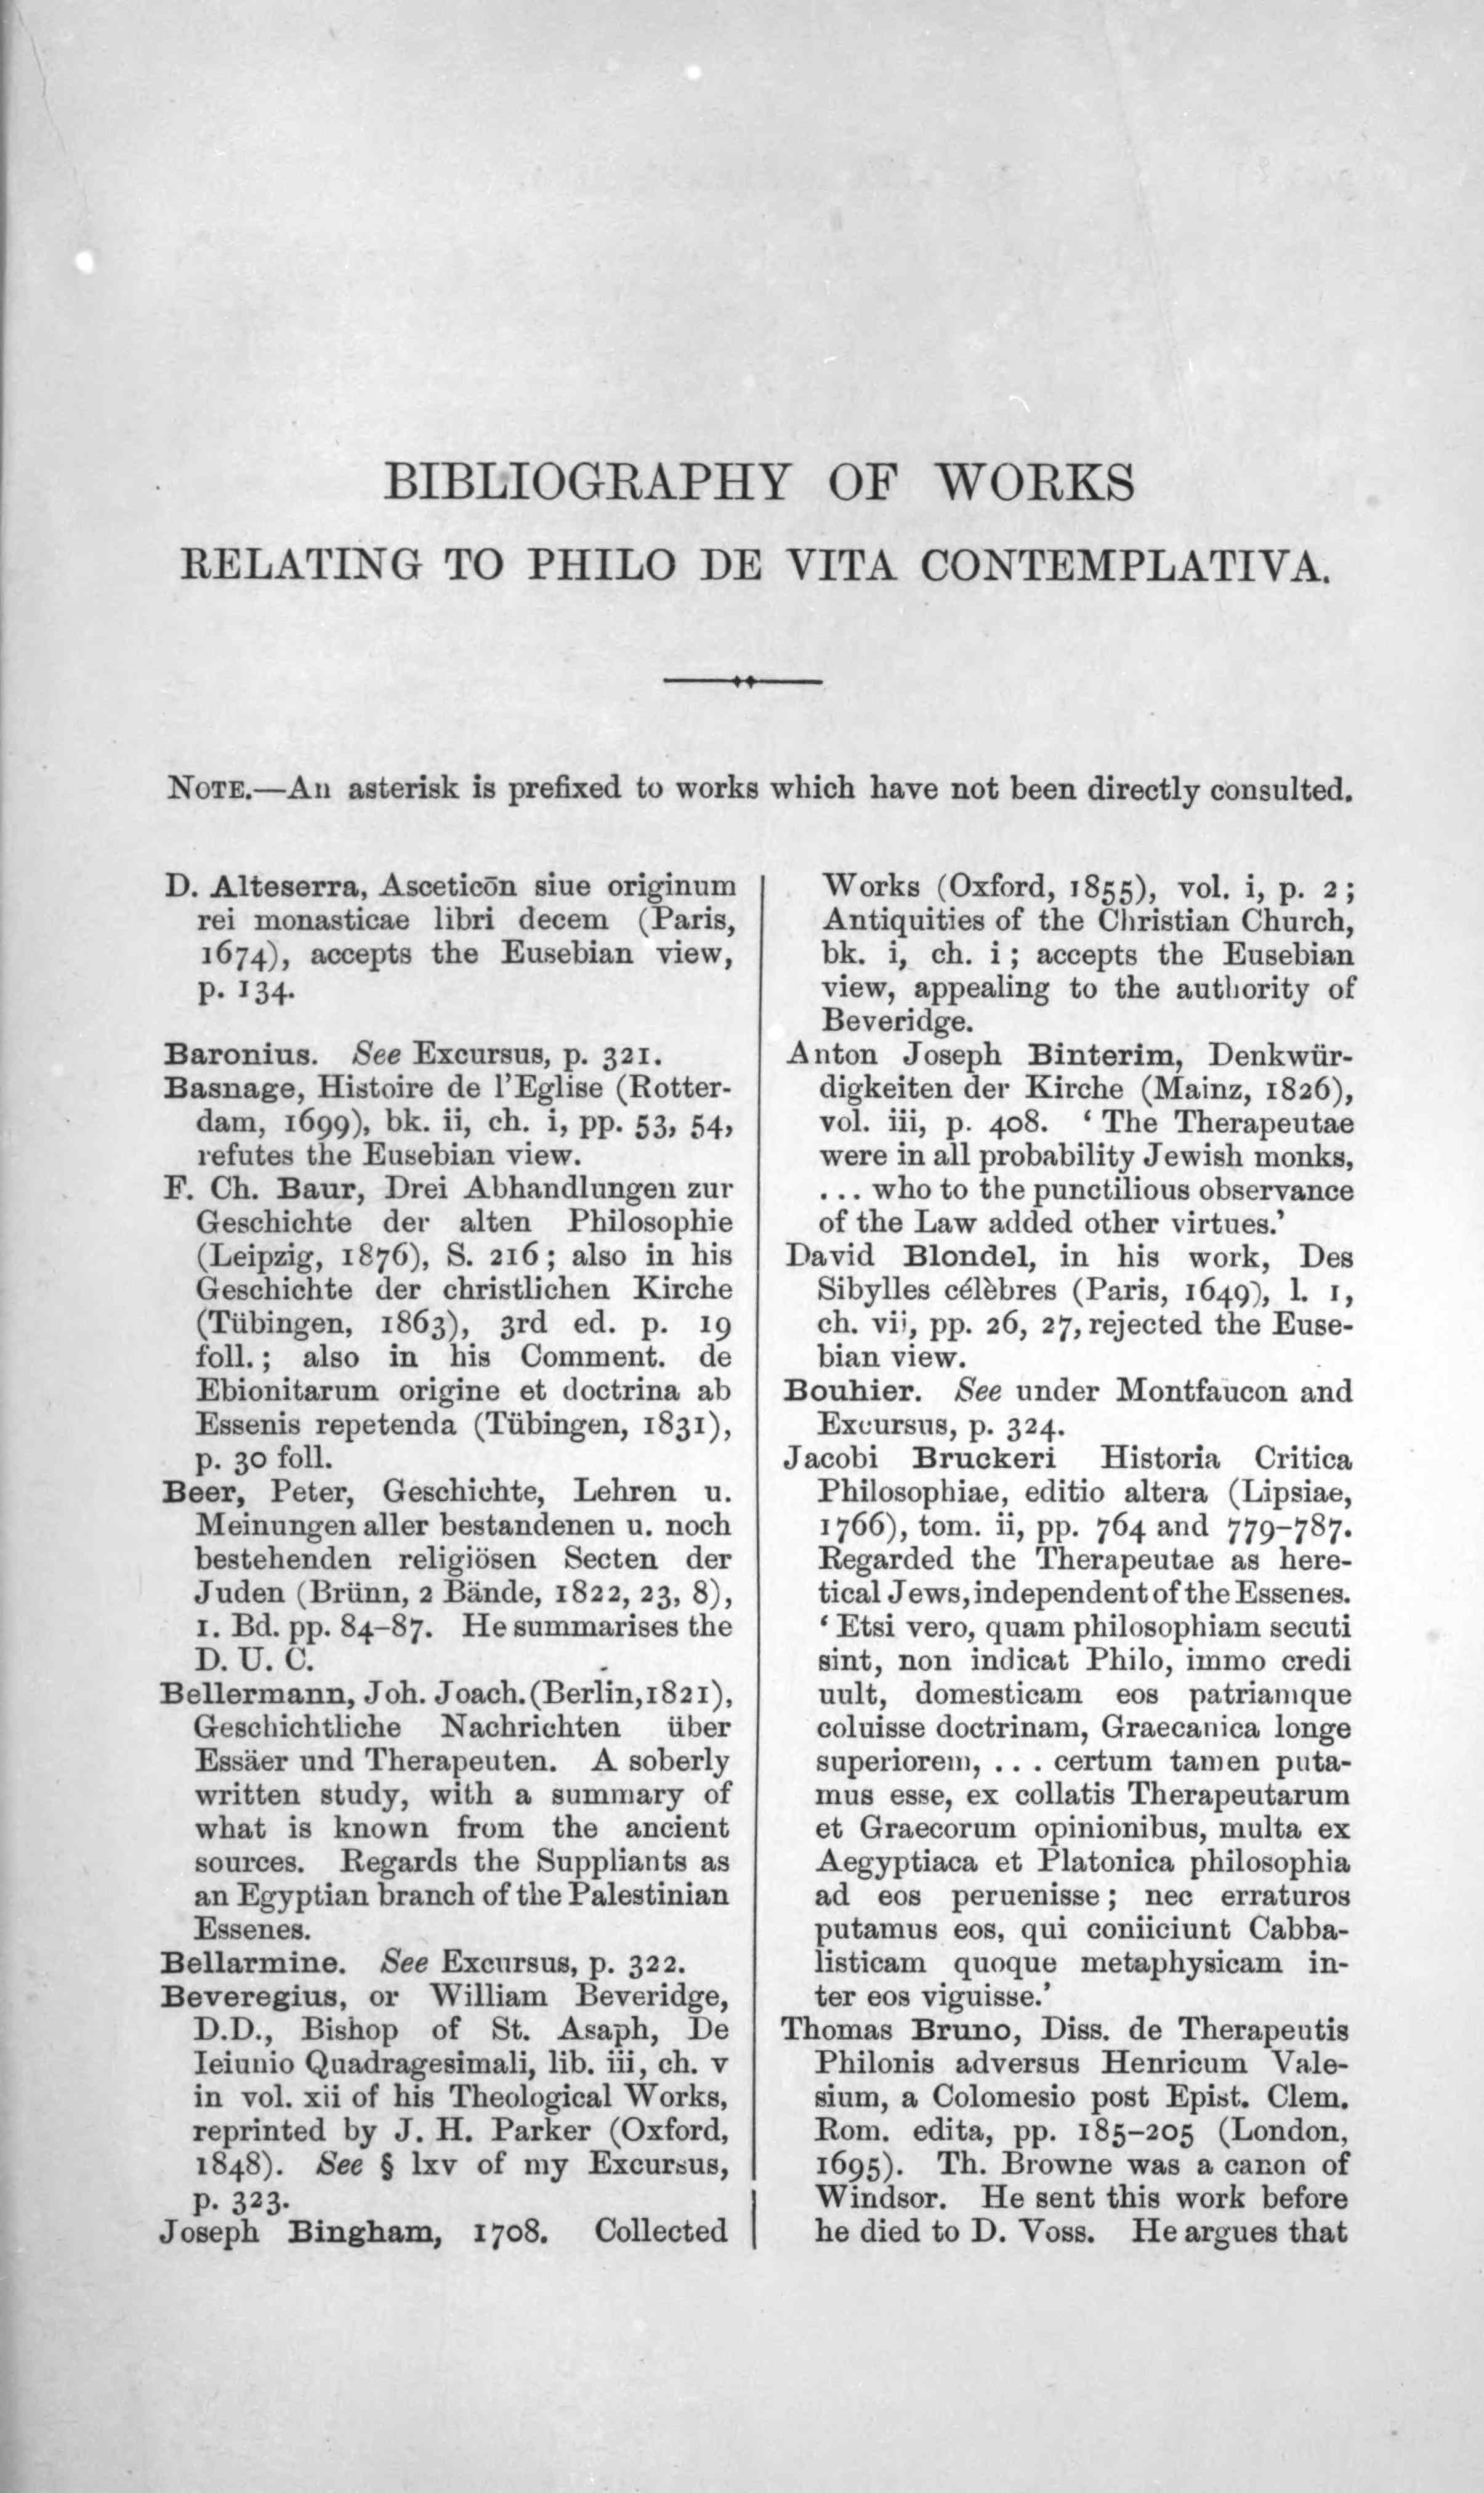 BIBLIOGRAPHY OF WORKS
RELATING TO PHILO DE VITA CONTEMPLATIVA.
NOTE.—An asterisk is prefixed to works which have not been directly consulted.
D. Alteserra, Asceticōn siue originum
rei monasticae libri decem (Paris,
1674), accepts the Eusebian view,
p. 134.
Baronius. See Excursus, p. 321.
Basnage, Histoire de l'Eglise (Rotter-
dam, 1699), bk. ii, ch. i, pp. 53, 54,
refutes the Eusebian view.
F. Ch. Baur, Drei Abhandlungen zur
Geschichte der alten Philosophie
(Leipzig, 1876), S. 216; also in his
Geschichte der christlichen Kirche
(Tübingen, 1863), 3rd ed. p. 19
foll.; also in his Comment. de
Ebionitarum origine et doctrina ab
Essenis repetenda (Tübingen, 1831),
p. 30 foll.
Beer, Peter, Geschichte, Lehren u.
Meinungen aller bestandenen u. noch
bestehenden religiösen Secten der
Juden (Brünn, 2 Bände, 1822, 23, 8),
1. Bd. pp. 84–87. He summarises the
D. U. C.
Bellermann, Joh. Joach. (Berlin, 1821),
Geschichtliche Nachrichten über
Essäer und Therapeuten. A soberly
written study, with a summary of
what is known from the ancient
sources. Regards the Suppliants as
an Egyptian branch of the Palestinian
Essenes.
Bellarmine. See Excursus, p. 322.
Beveregius, or William Beveridge,
D.D., Bishop of St. Asaph, De
Ieiunio Quadragesimali, lib. iii, ch. v
in vol. xii of his Theological Works,
reprinted by J. H. Parker (Oxford,
1848). See § lxv of my Excursus,
p. 323.
Joseph Bingham, 1708. Collected
Works (Oxford, 1855), vol. i, p. 2;
Antiquities of the Christian Church,
bk. i, ch. i; accepts the Eusebian
view, appealing to the authority of
Beveridge.
Anton Joseph Binterim, Denkwür-
digkeiten der Kirche (Mainz, 1826),
vol. iii, p. 408. 'The Therapeutae
were in all probability Jewish monks,
... who to the punctilious observance
of the Law added other virtues.'
David Blondel, in his work, Des
Sibylles célèbres (Paris, 1649), l. 1,
ch. vii, pp. 26, 27, rejected the Euse-
bian view.
Bouhier. See under Montfaucon and
Excursus, p. 324.
Jacobi Bruckeri Historia Critica
Philosophiae, editio altera (Lipsiae,
1766), tom. ii, pp. 764 and 779–787.
Regarded the Therapeutae as here-
tical Jews, independent of the Essenes.
'Etsi vero, quam philosophiam secuti
sint, non indicat Philo, immo credi
uult, domesticam eos patriamque
coluisse doctrinam, Graecanica longe
superiorem, ... certum tamen puta-
mus esse, ex collatis Therapeutarum
et Graecorum opinionibus, multa ex
Aegyptiaca et Platonica philosophia
ad eos peruenisse; nec erraturos
putamus eos, qui coniiciunt Cabba-
listicam quoque metaphysicam in-
ter eos viguisse.'
Thomas Bruno, Diss. de Therapeutis
Philonis adversus Henricum Vale-
sium, a Colomesio post Epist. Clem.
Rom. edita, pp. 185–205 (London,
1695). Th. Browne was a canon of
Windsor. He sent this work before
he died to D. Voss. He argues that